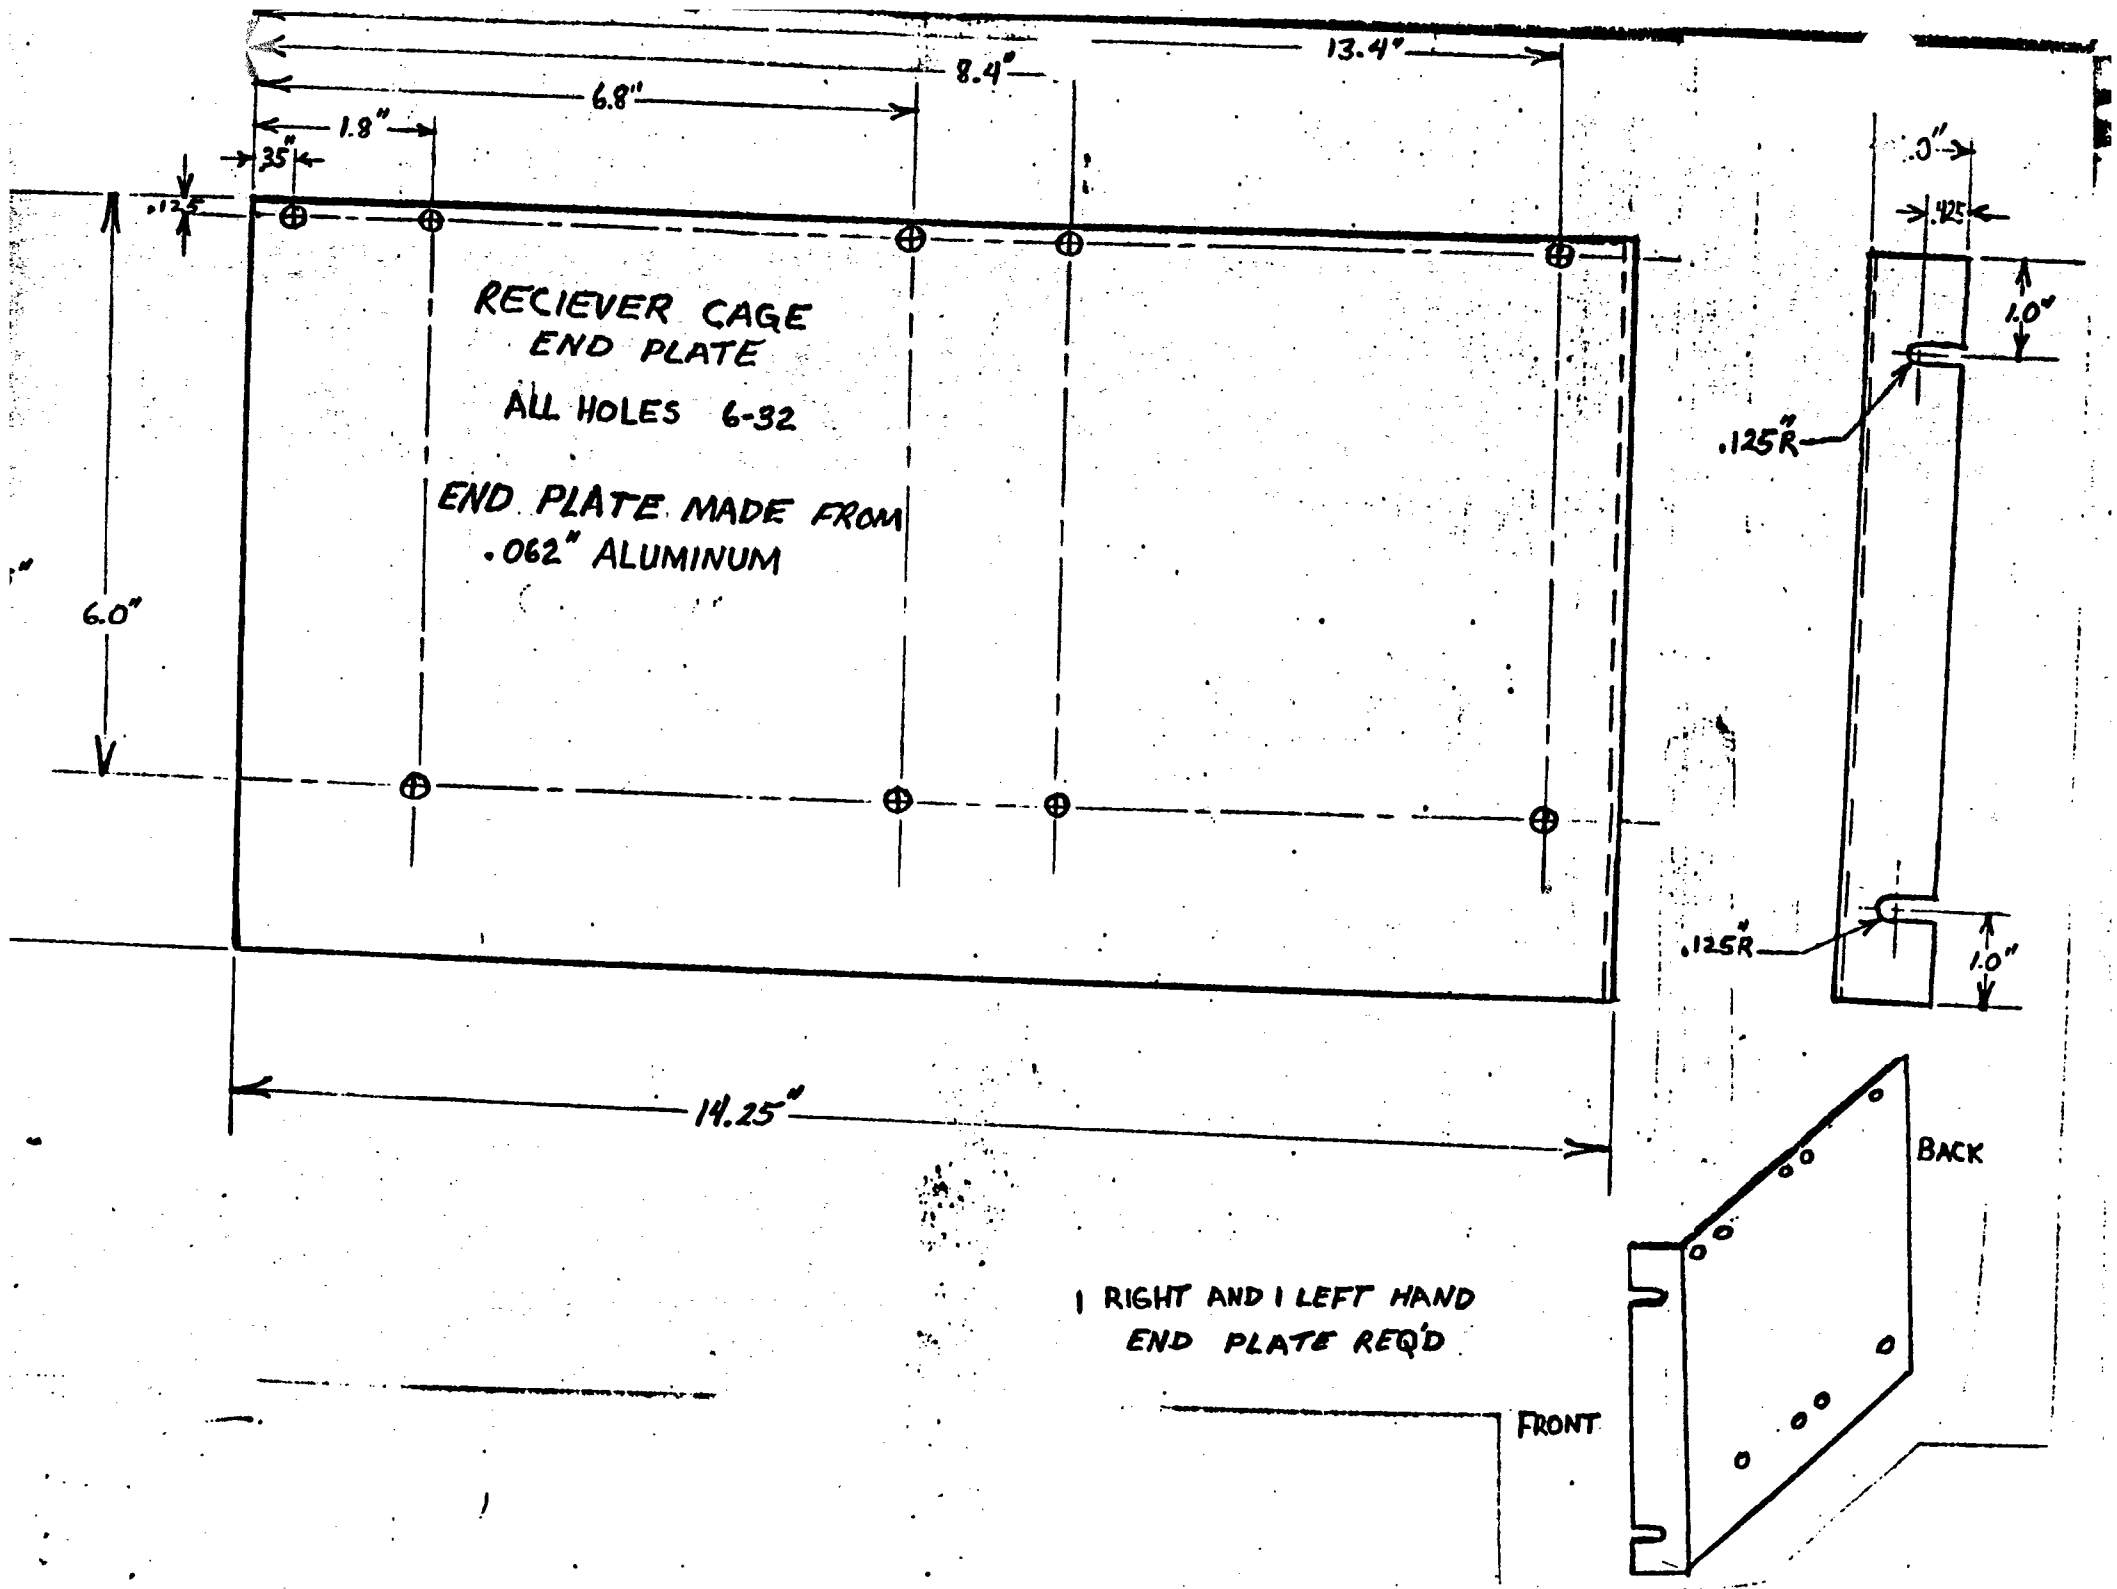 13.4"
8.4"
6.8"
1.8"
.35"
.125
.0"
.425
1.0"
RECIEVER CAGE
END PLATE
ALL HOLES 6-32
.125"R
END PLATE MADE FROM
.062" ALUMINUM
6.0"
.125"R
1.0"
14.25"
BACK
1 RIGHT AND 1 LEFT HAND
END PLATE REQ'D
FRONT